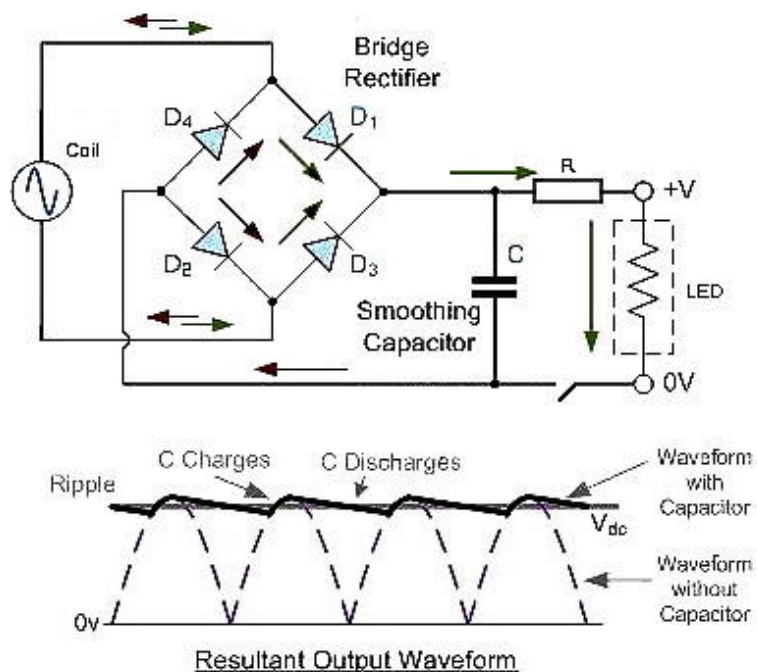 Bridge
Rectifier
D4
D1
Coil
R
+V
D2
D3
C
LED
Smoothing
Capacitor
0V
C Charges
C Discharges
Waveform
with
Capacitor
Ripple
Vdc
Waveform
without
Capacitor
0v
Resultant Output Waveform